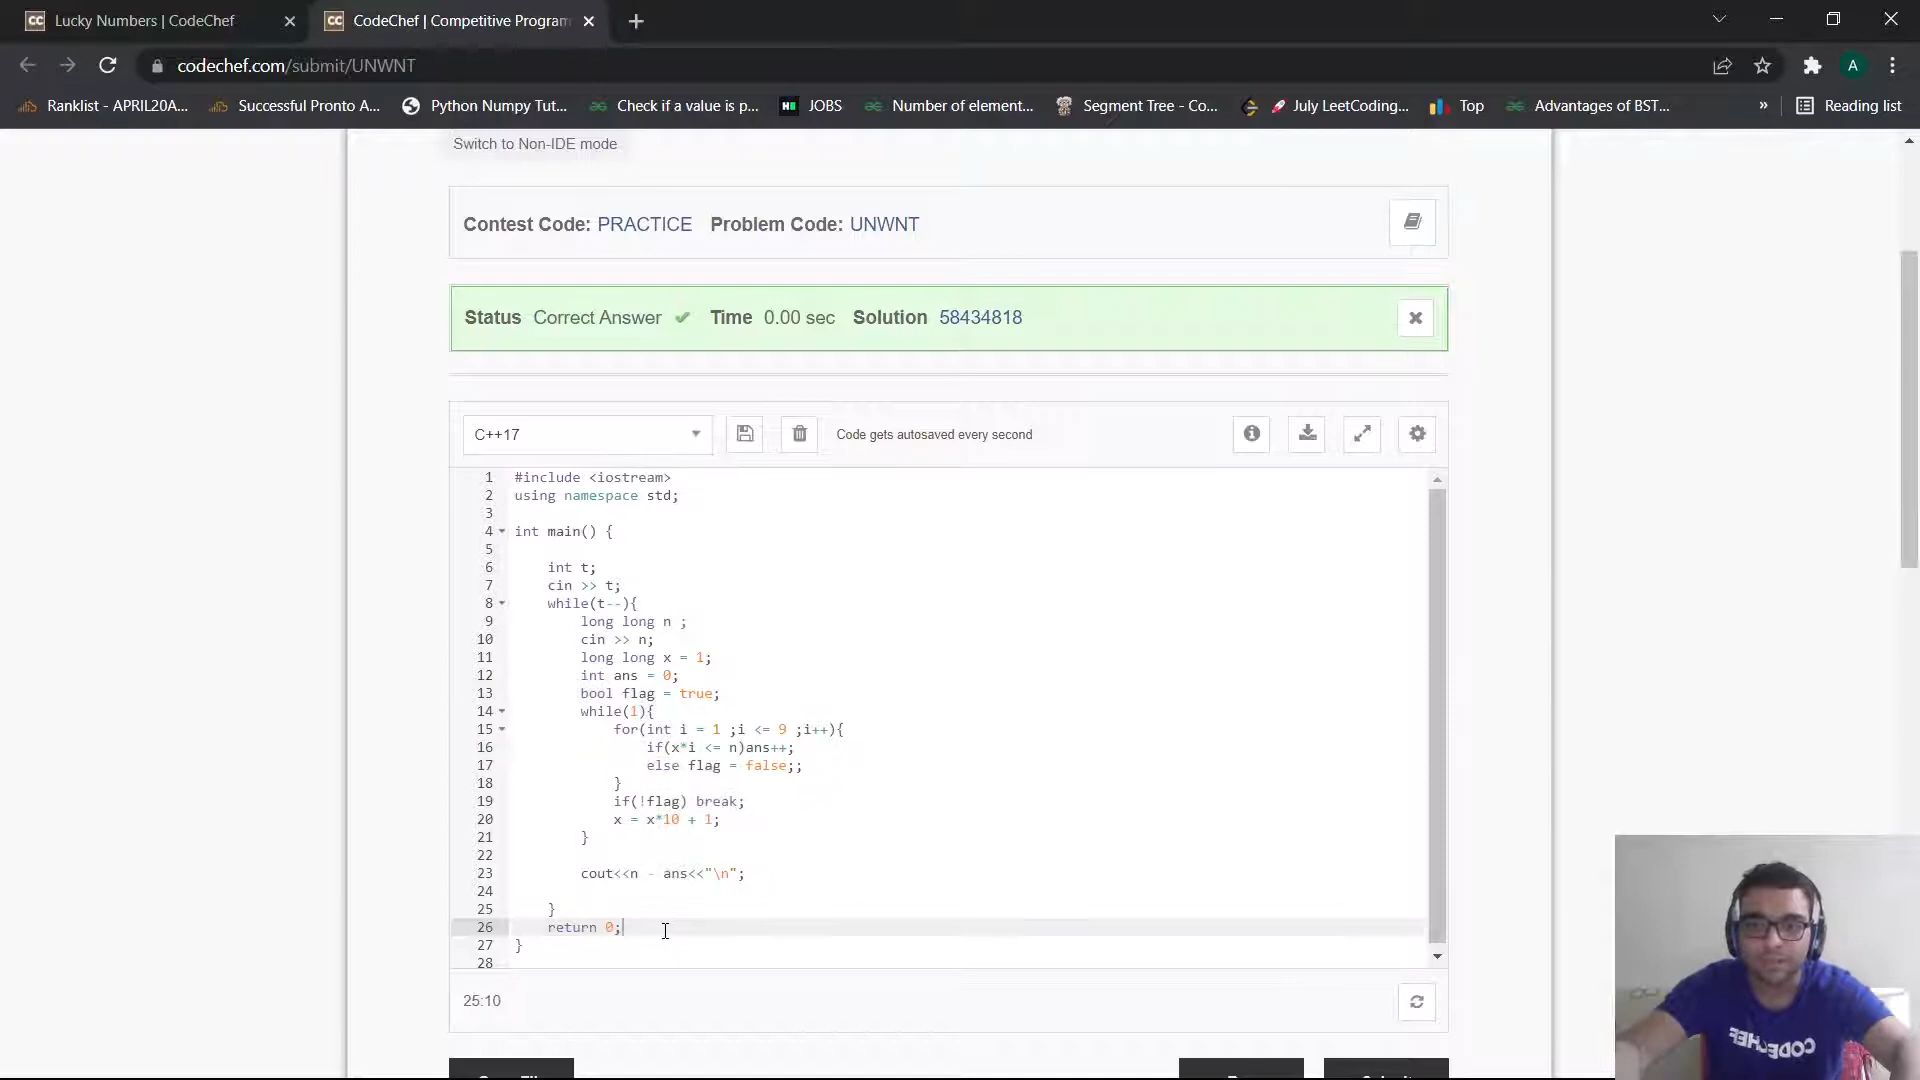 Lucky Numbers | CodeChef
CodeChef | Competitive Program
codechef.com/submit/UNWNT
A
Ranklist - APRIL20A... Successful Pronto A... Python Numpy Tut... Check if a value is p... JOBS Number of element... Segment Tree - Co... July LeetCoding... Top Advantages of BST... » Reading list
Switch to Non-IDE mode
Contest Code: PRACTICE Problem Code: UNWNT
Status Correct Answer ✔ Time 0.00 sec Solution 58434818
C++17
Code gets autosaved every second
1 #include <iostream>
2 using namespace std;
3
4 int main() {
5
6 int t;
7 cin >> t;
8 while(t--){
9 long long n ;
10 cin >> n;
11 long long x = 1;
12 int ans = 0;
13 bool flag = true;
14 while(1){
15 for(int i = 1 ;i <= 9 ;i++){
16 if(x*i <= n)ans++;
17 else flag = false;;
18 }
19 if(!flag) break;
20 x = x*10 + 1;
21 }
22
23 cout<<n - ans<<"\n";
24
25 }
26 return 0;
27 }
28
25:10
CODECHEF